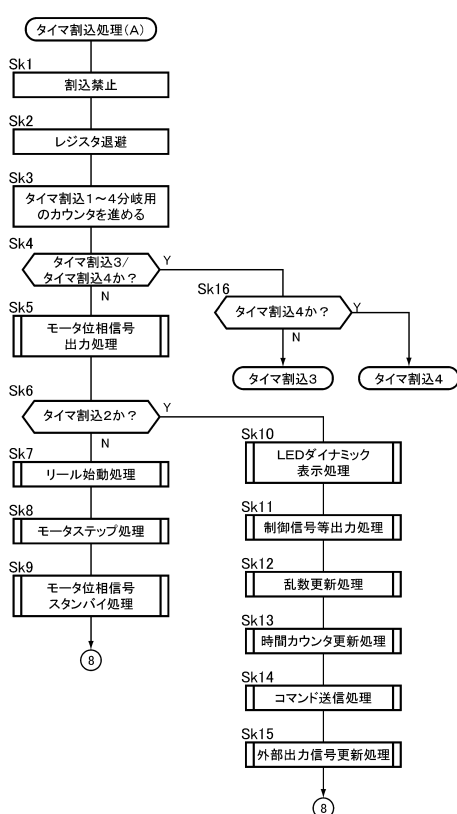 タイマ割込処理(A)
Sk1
割込禁止
Sk2
レジスタ退避
Sk3
タイマ割込1~4分岐用
のカウンタを進める
Sk4
タイマ割込3/
タイマ割込4か?
Y
N
Sk16
タイマ割込4か?
Y
N
タイマ割込3
タイマ割込4
Sk5
モータ位相信号
出力処理
Sk6
タイマ割込2か?
Y
N
Sk7
リール始動処理
Sk8
モータステップ処理
Sk9
モータ位相信号
スタンバイ処理
8
Sk10
LEDダイナミック
表示処理
Sk11
制御信号等出力処理
Sk12
乱数更新処理
Sk13
時間カウンタ更新処理
Sk14
コマンド送信処理
Sk15
外部出力信号更新処理
8